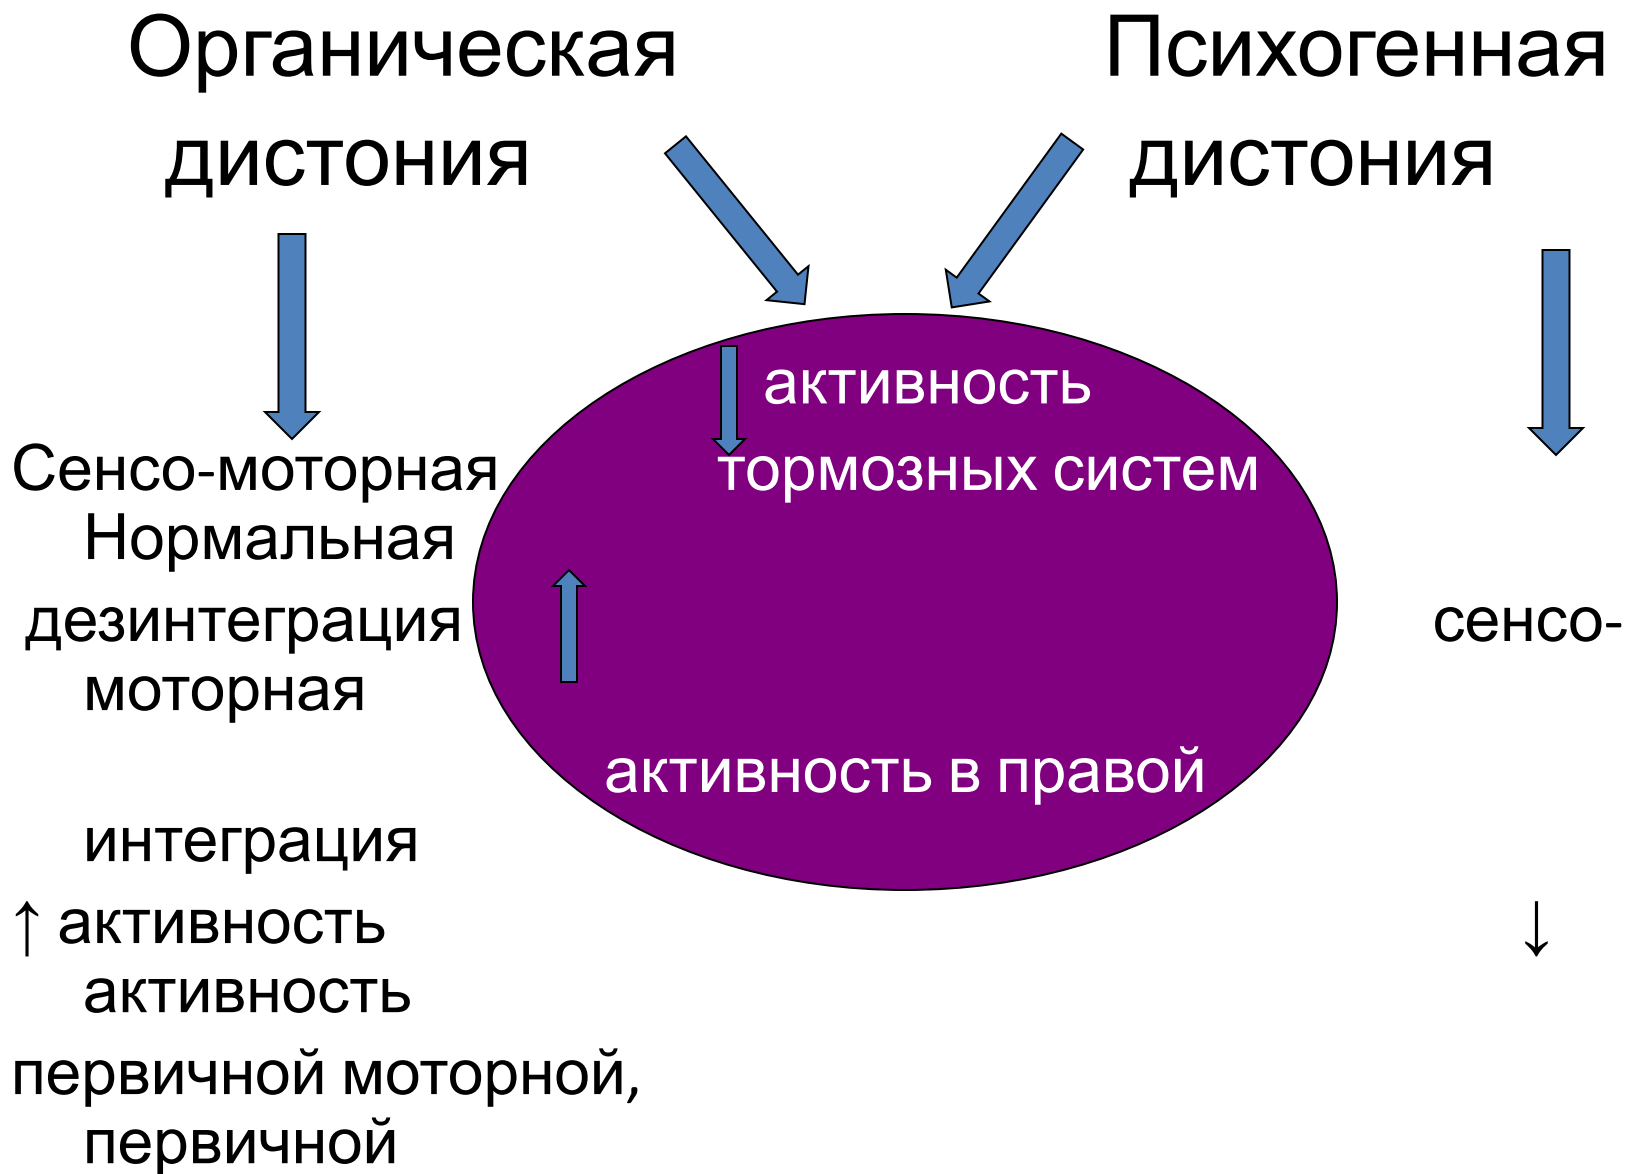 Органическая Психогенная
дистония дистония
активность
Сенсо-моторная тормозных систем
Нормальная
дезинтеграция сенсо-
моторная
активность в правой
интеграция
↑ активность ↓
активность
первичной моторной,
первичной